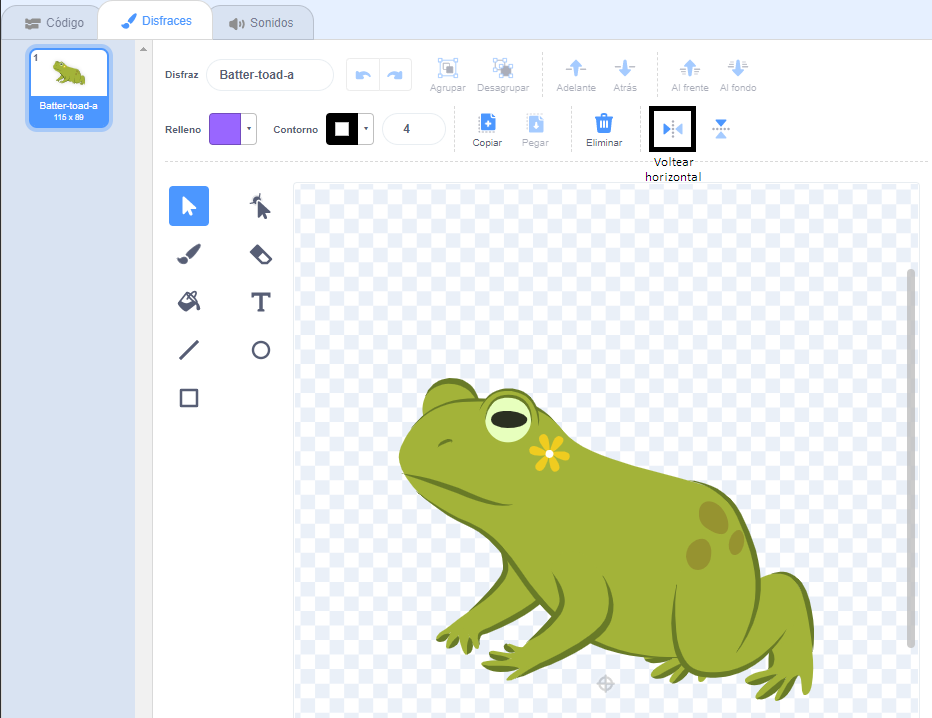 Código
Disfraces
Sonidos
1
Batter-toad-a
115 x 89
Disfraz
Batter-toad-a
Agrupar
Desagrupar
Adelante
Atrás
Al frente
Al fondo
Relleno
Contorno
4
Copiar
Pegar
Eliminar
Voltear
horizontal
T